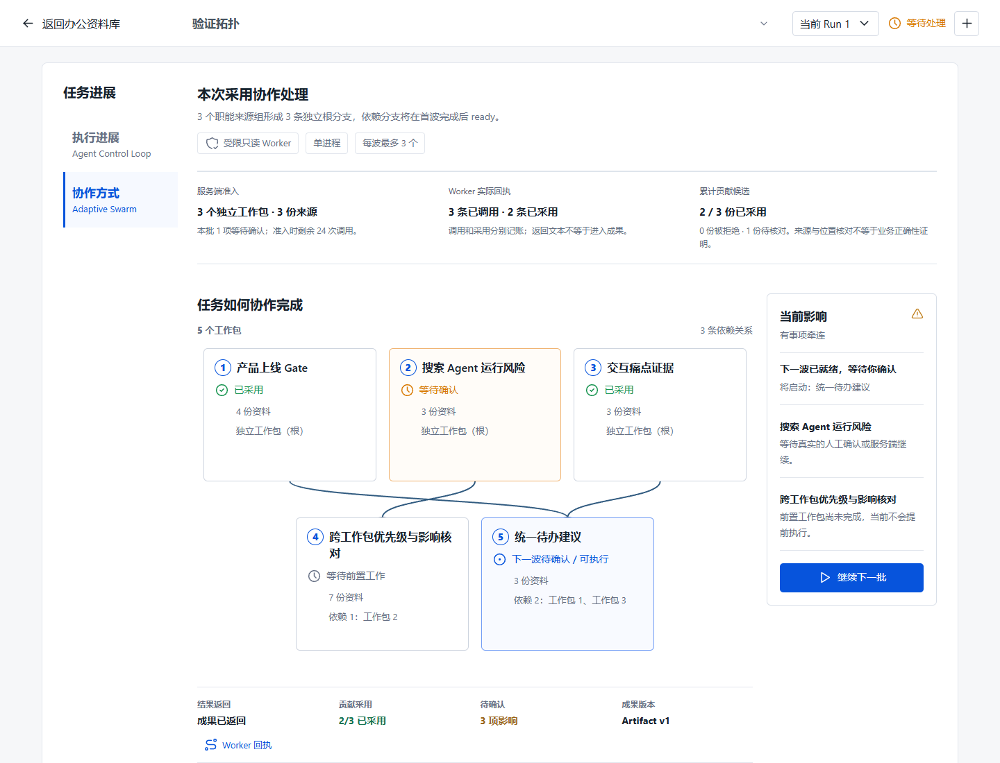 返回办公资料库
验证拓扑
当前 Run 1
等待处理
任务进展
执行进展
Agent Control Loop
协作方式
Adaptive Swarm
本次采用协作处理
3 个职能来源组形成 3 条独立根分支，依赖分支将在首波完成后 ready。
受限只读 Worker
单进程
每波最多 3 个
服务端准入
3 个独立工作包 · 3 份来源
本批 1 项等待确认；准入时剩余 24 次调用。
Worker 实际回执
3 条已调用 · 2 条已采用
调用和采用分别记账；返回文本不等于进入成果。
累计贡献候选
2 / 3 份已采用
0 份被拒绝 · 1 份待核对。来源与位置核对不等于业务正确性证
明。
任务如何协作完成
5 个工作包
3 条依赖关系
1 产品上线 Gate
已采用
4 份资料
独立工作包（根）
2 搜索 Agent 运行风险
等待确认
3 份资料
独立工作包（根）
3 交互痛点证据
已采用
3 份资料
独立工作包（根）
4 跨工作包优先级与影响核
对
等待前置工作
7 份资料
依赖 1：工作包 2
5 统一待办建议
下一波待确认 / 可执行
3 份资料
依赖 2：工作包 1、工作包 3
当前影响
有事项牵连
下一波已就绪，等待你确认
将启动：统一待办建议
搜索 Agent 运行风险
等待真实的人工确认或服务端继
续。
跨工作包优先级与影响核对
前置工作包尚未完成，当前不会提
前执行。
继续下一批
结果返回
成果已返回
贡献采用
2/3 已采用
待确认
3 项影响
成果版本
Artifact v1
Worker 回执